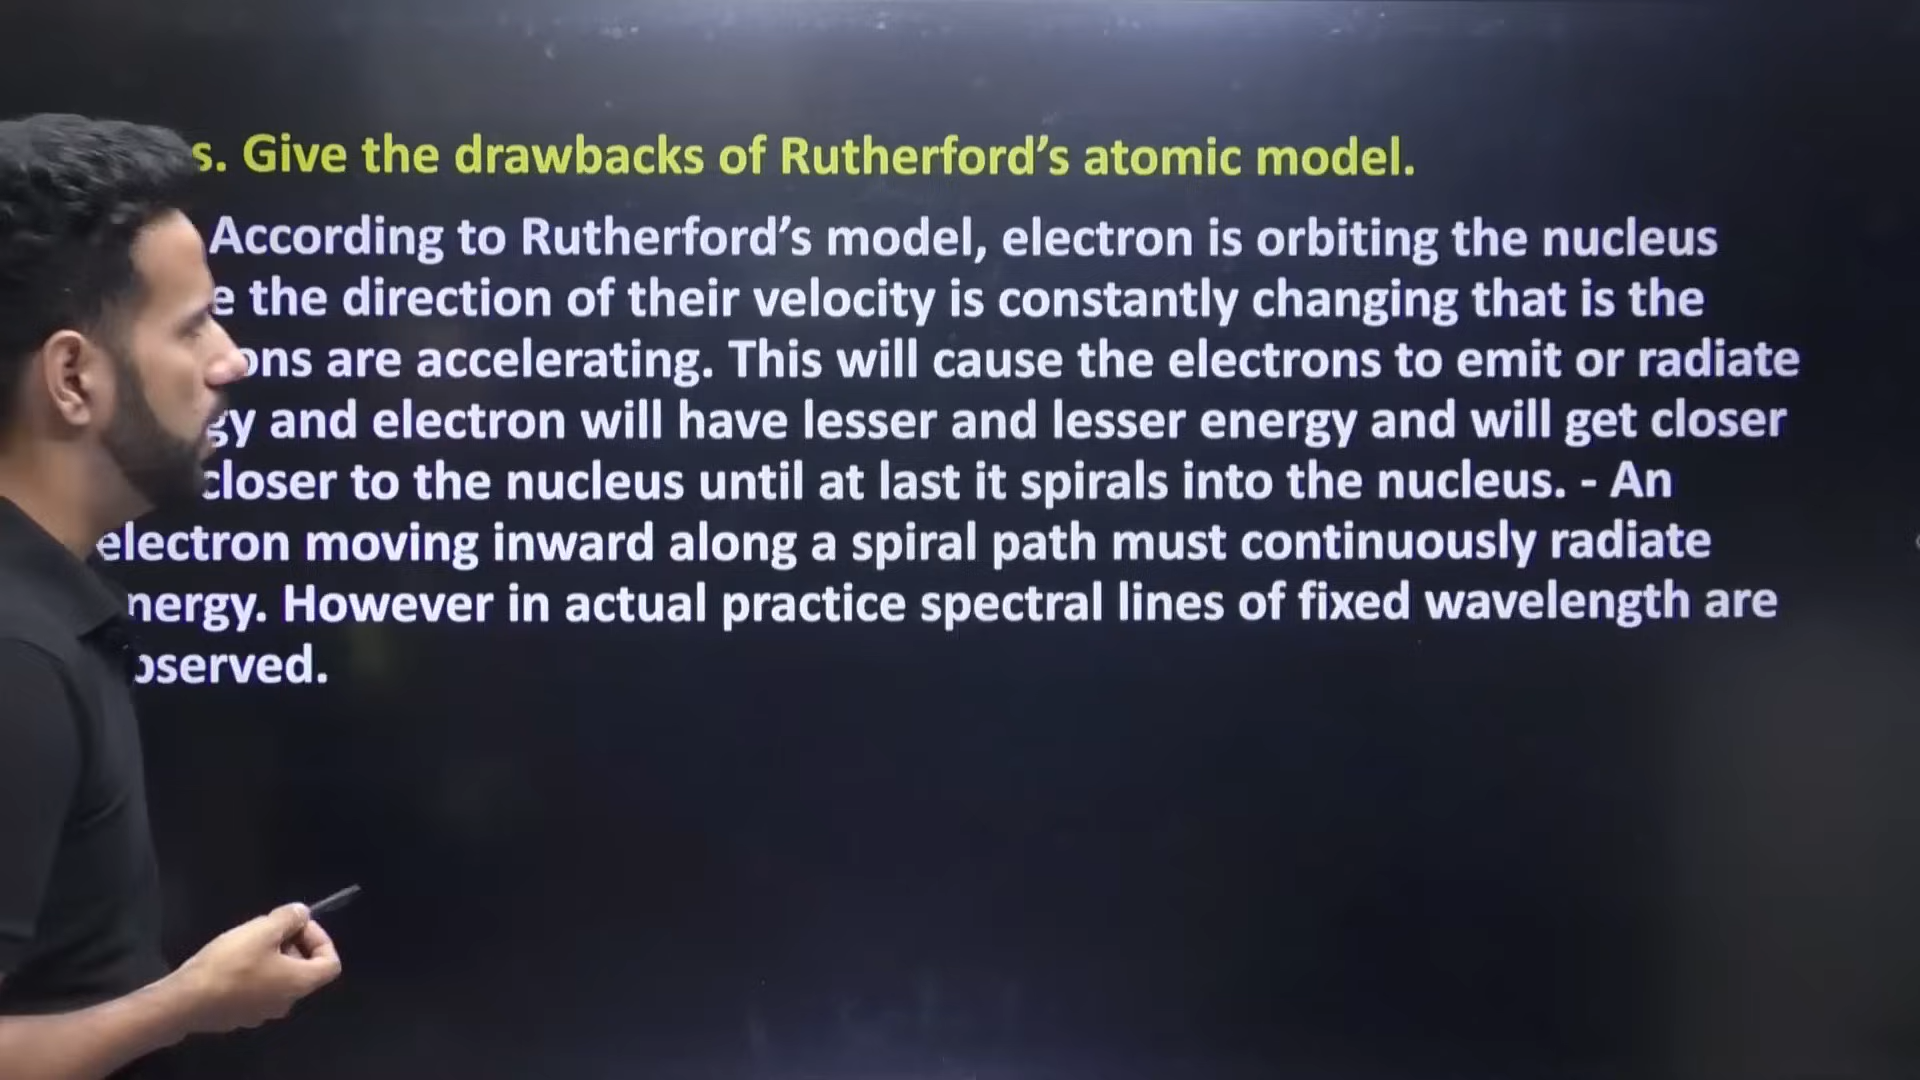 s. Give the drawbacks of Rutherford’s atomic model.
According to Rutherford’s model, electron is orbiting the nucleus
the direction of their velocity is constantly changing that is the
are accelerating. This will cause the electrons to emit or radiate
and electron will have lesser and lesser energy and will get closer
closer to the nucleus until at last it spirals into the nucleus. - An
electron moving inward along a spiral path must continuously radiate
nergy. However in actual practice spectral lines of fixed wavelength are
bserved.